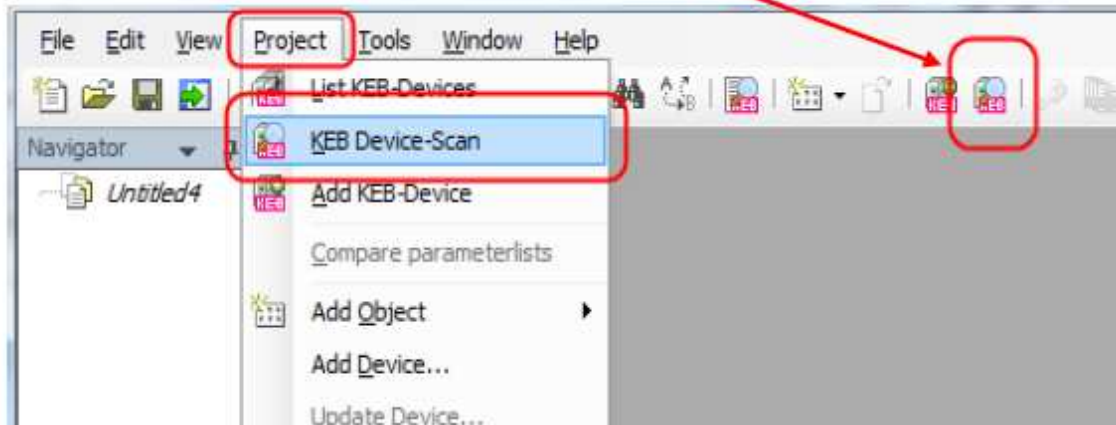 File Edit View Project Tools Window Help
List KEB-Devices
Navigator
KEB Device-Scan
Untitled4
Add KEB-Device
Compare parameterlists
Add Object
Add Device...
Update Device...